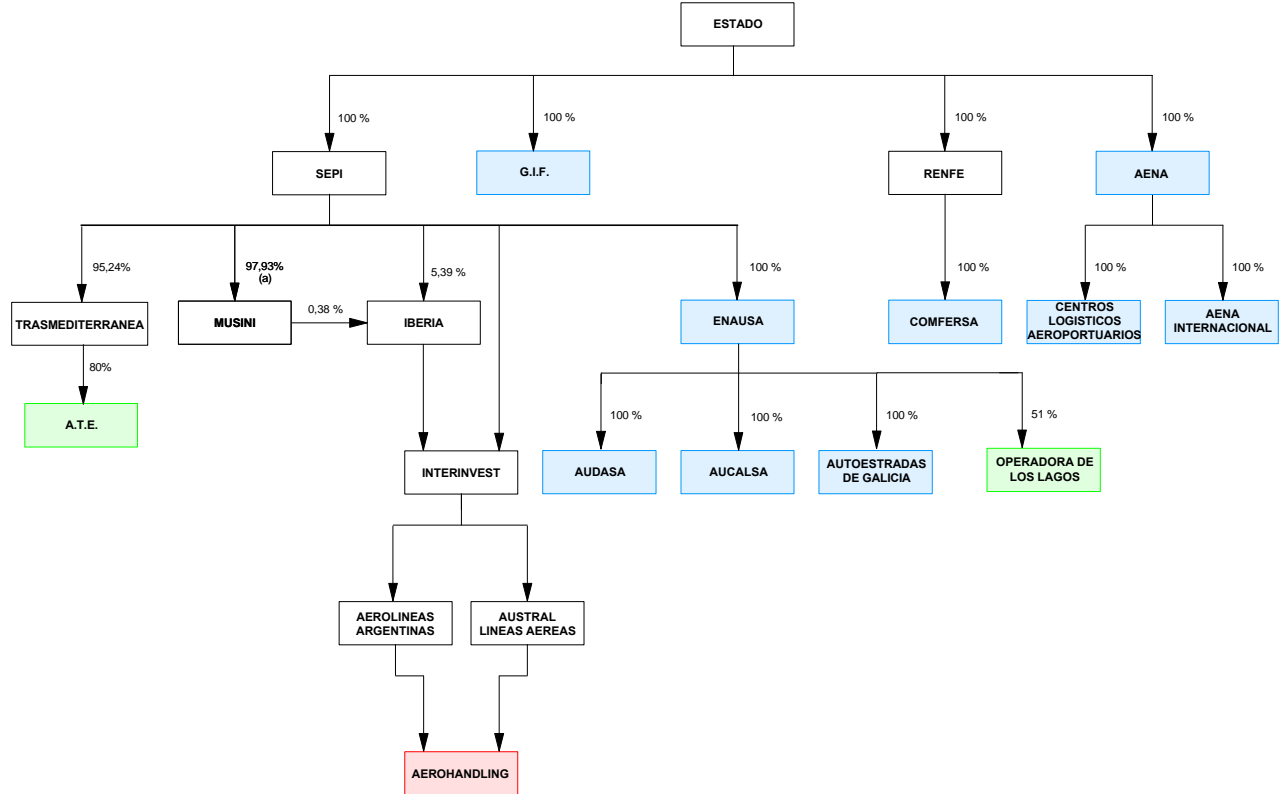 ESTADO
100 %
100 %
100 %
100 %
SEPI
G.I.F.
RENFE
AENA
95,24%
97,93%
(a)
5,39 %
100 %
100 %
100 %
100 %
TRASMEDITERRANEA
MUSINI
0,38 %
IBERIA
ENAUSA
COMFERSA
CENTROS
LOGISTICOS
AEROPORTUARIOS
AENA
INTERNACIONAL
80%
A.T.E.
100 %
100 %
100 %
51 %
INTERINVEST
AUDASA
AUCALSA
AUTOESTRADAS
DE GALICIA
OPERADORA DE
LOS LAGOS
AEROLINEAS
ARGENTINAS
AUSTRAL
LINEAS AEREAS
AEROHANDLING